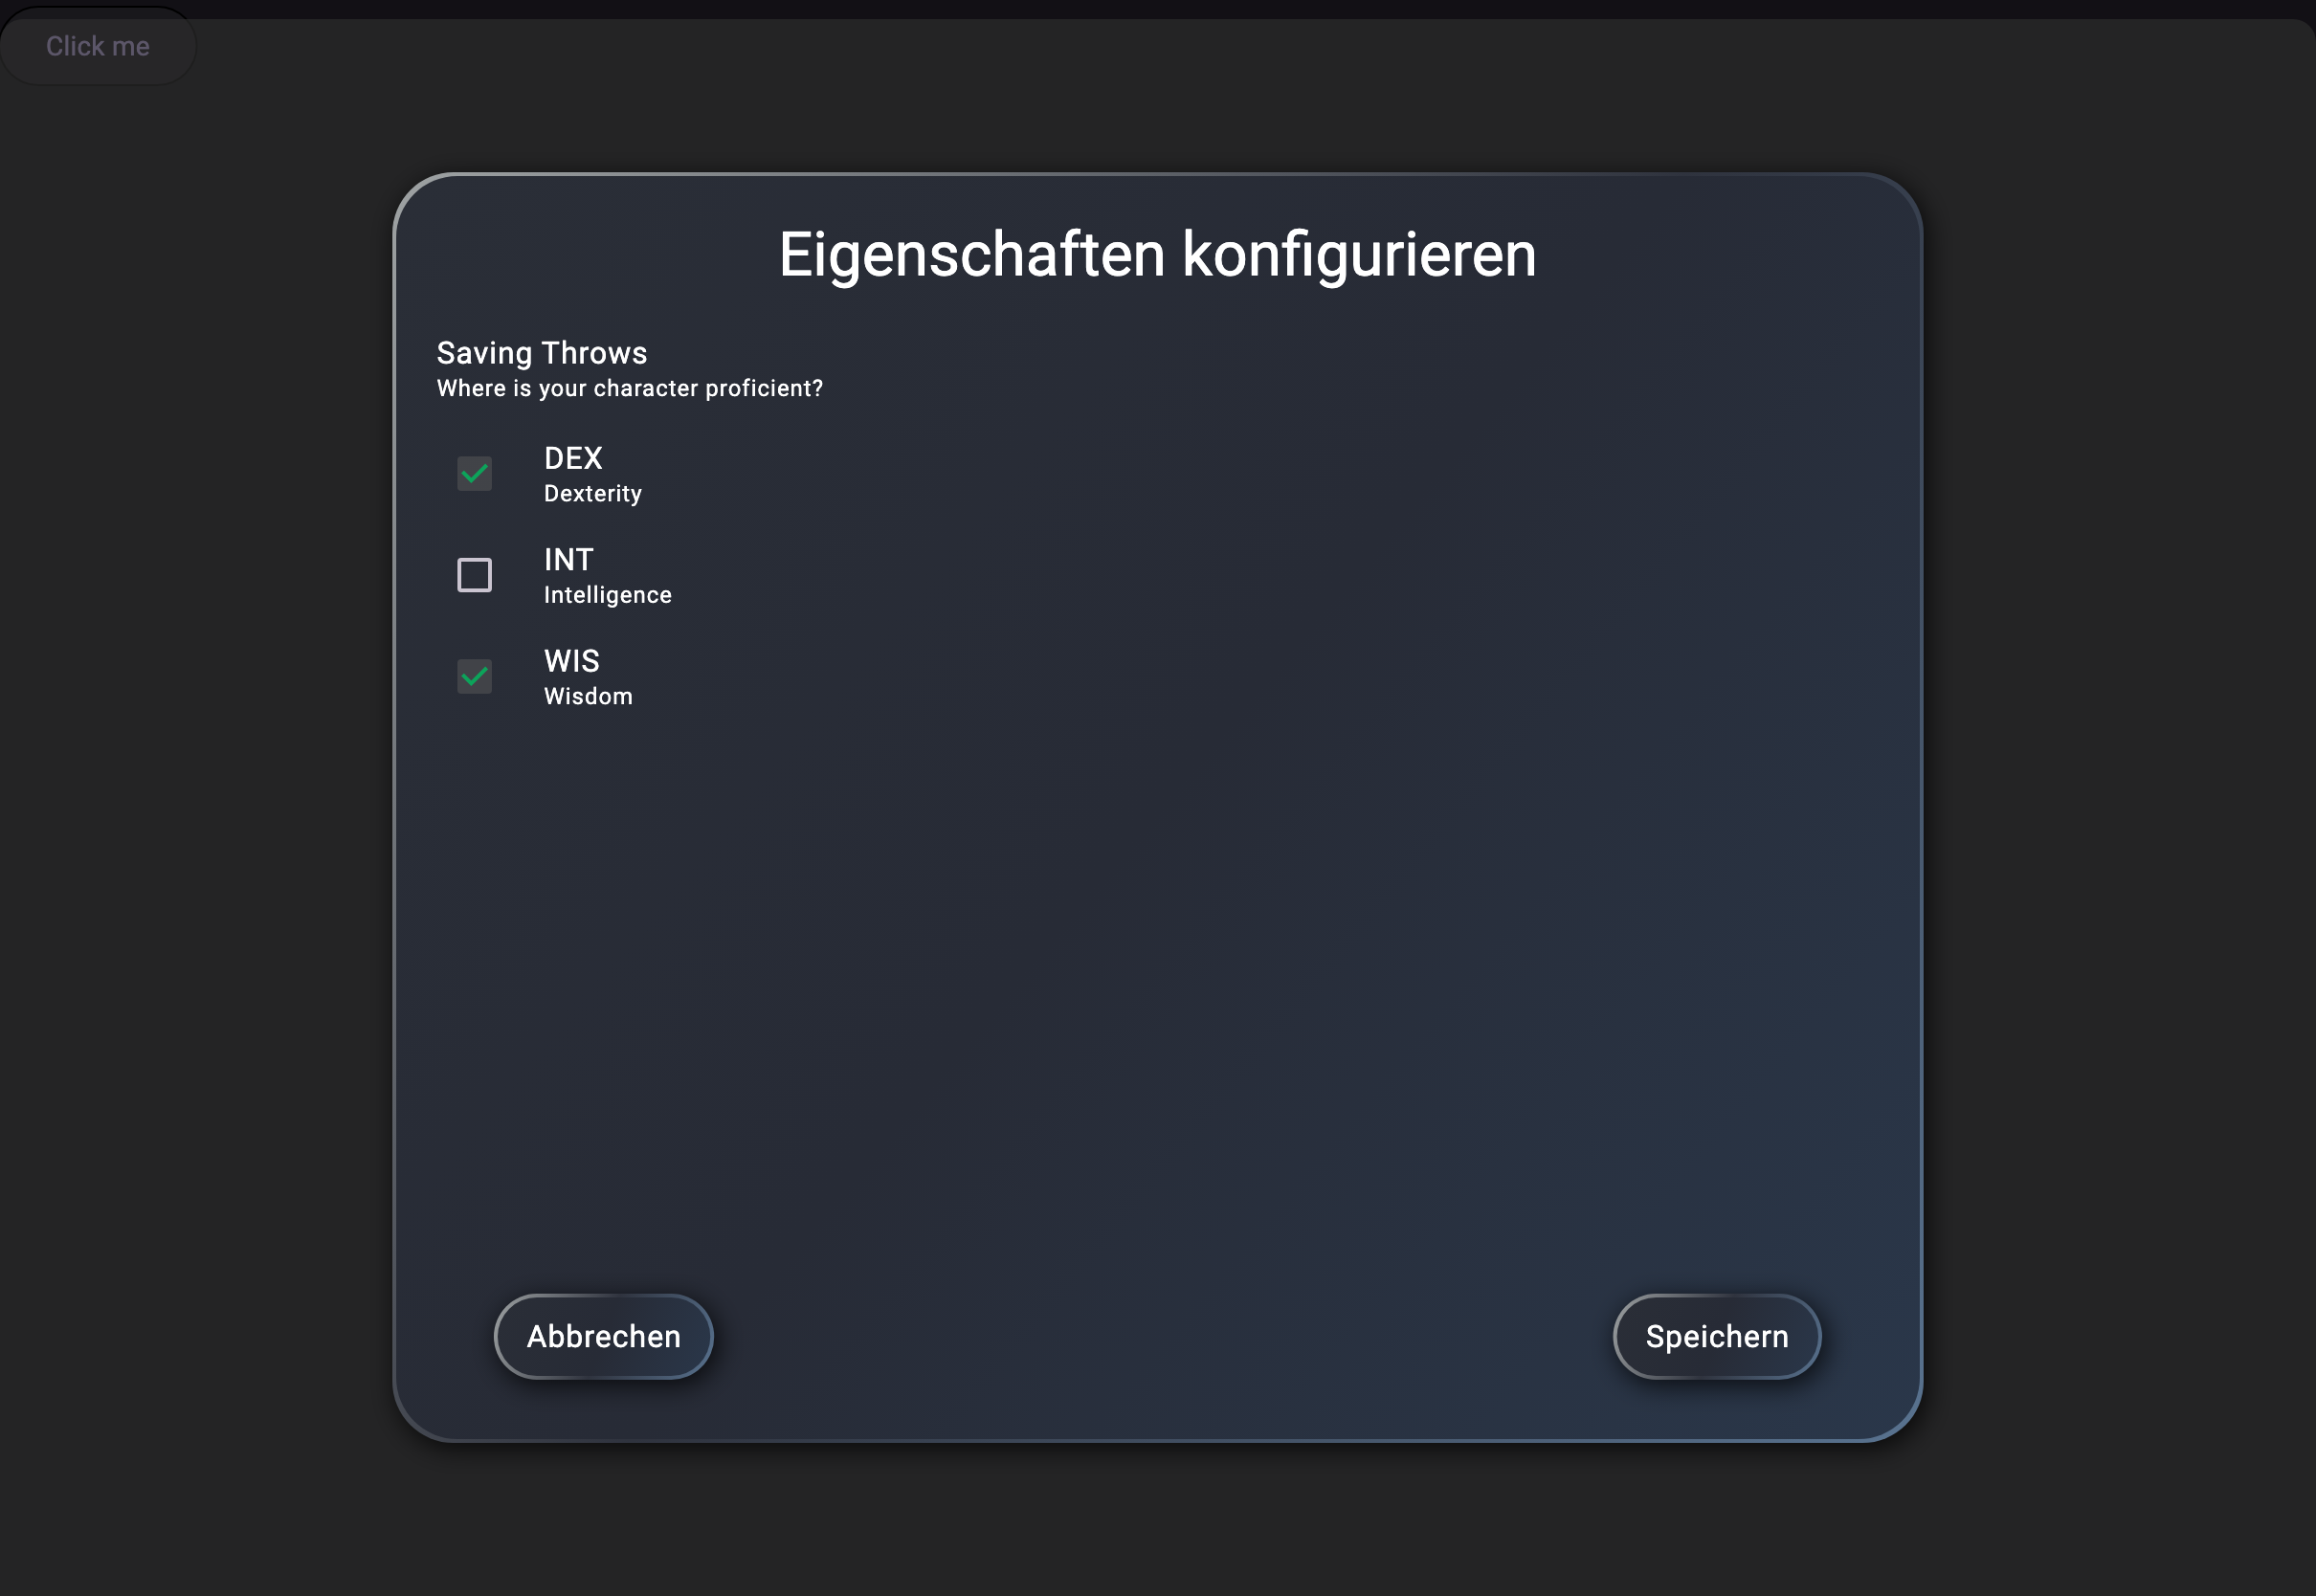 Click me
Eigenschaften konfigurieren
Saving Throws
Where is your character proficient?
DEX
Dexterity
INT
Intelligence
WIS
Wisdom
Abbrechen
Speichern